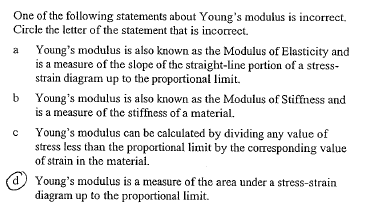 One of the following statements about Young's modulus is incorrect.
Circle the letter of the statement that is incorrect.
a Young's modulus is also known as the Modulus of Elasticity and
is a measure of the slope of the straight-line portion of a stress-
strain diagram up to the proportional limit.
b Young's modulus is also known as the Modulus of Stiffness and
is a measure of the stiffness of a material.
c Young's modulus can be calculated by dividing any value of
stress less than the proportional limit by the corresponding value
of strain in the material.
d Young's modulus is a measure of the area under a stress-strain
diagram up to the proportional limit.